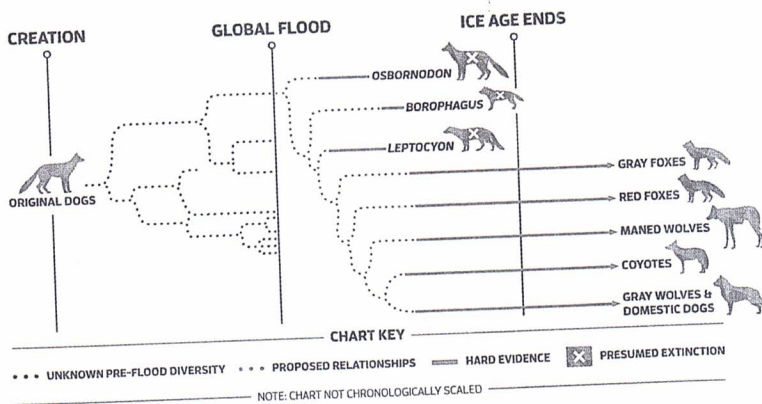 CREATION
GLOBAL FLOOD
ICE AGE ENDS
OSBORNODON
BOROPHAGUS
LEPTOCYON
ORIGINAL DOGS
GRAY FOXES
RED FOXES
MANED WOLVES
COYOTES
GRAY WOLVES &
DOMESTIC DOGS
CHART KEY
UNKNOWN PRE-FLOOD DIVERSITY
PROPOSED RELATIONSHIPS
HARD EVIDENCE
PRESUMED EXTINCTION
NOTE: CHART NOT CHRONOLOGICALLY SCALED